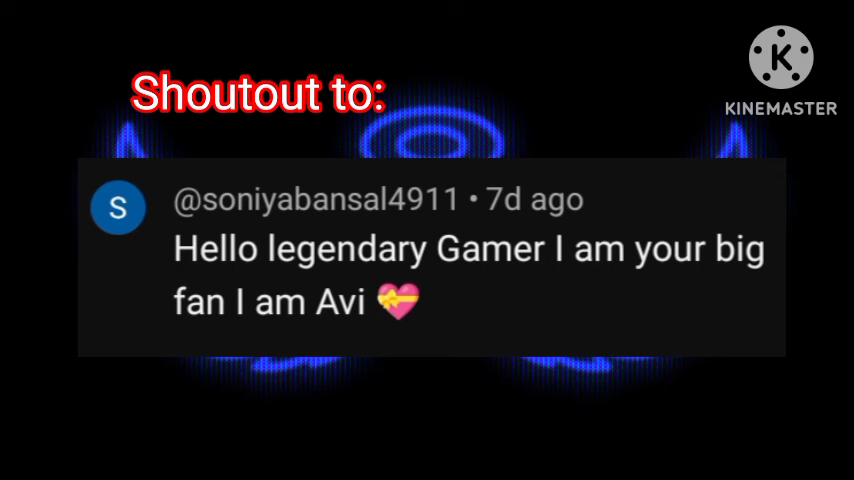 Shoutout to:
K
KINEMASTER
S
@soniyabansal4911 • 7d ago
Hello legendary Gamer I am your big
fan I am Avi 💝